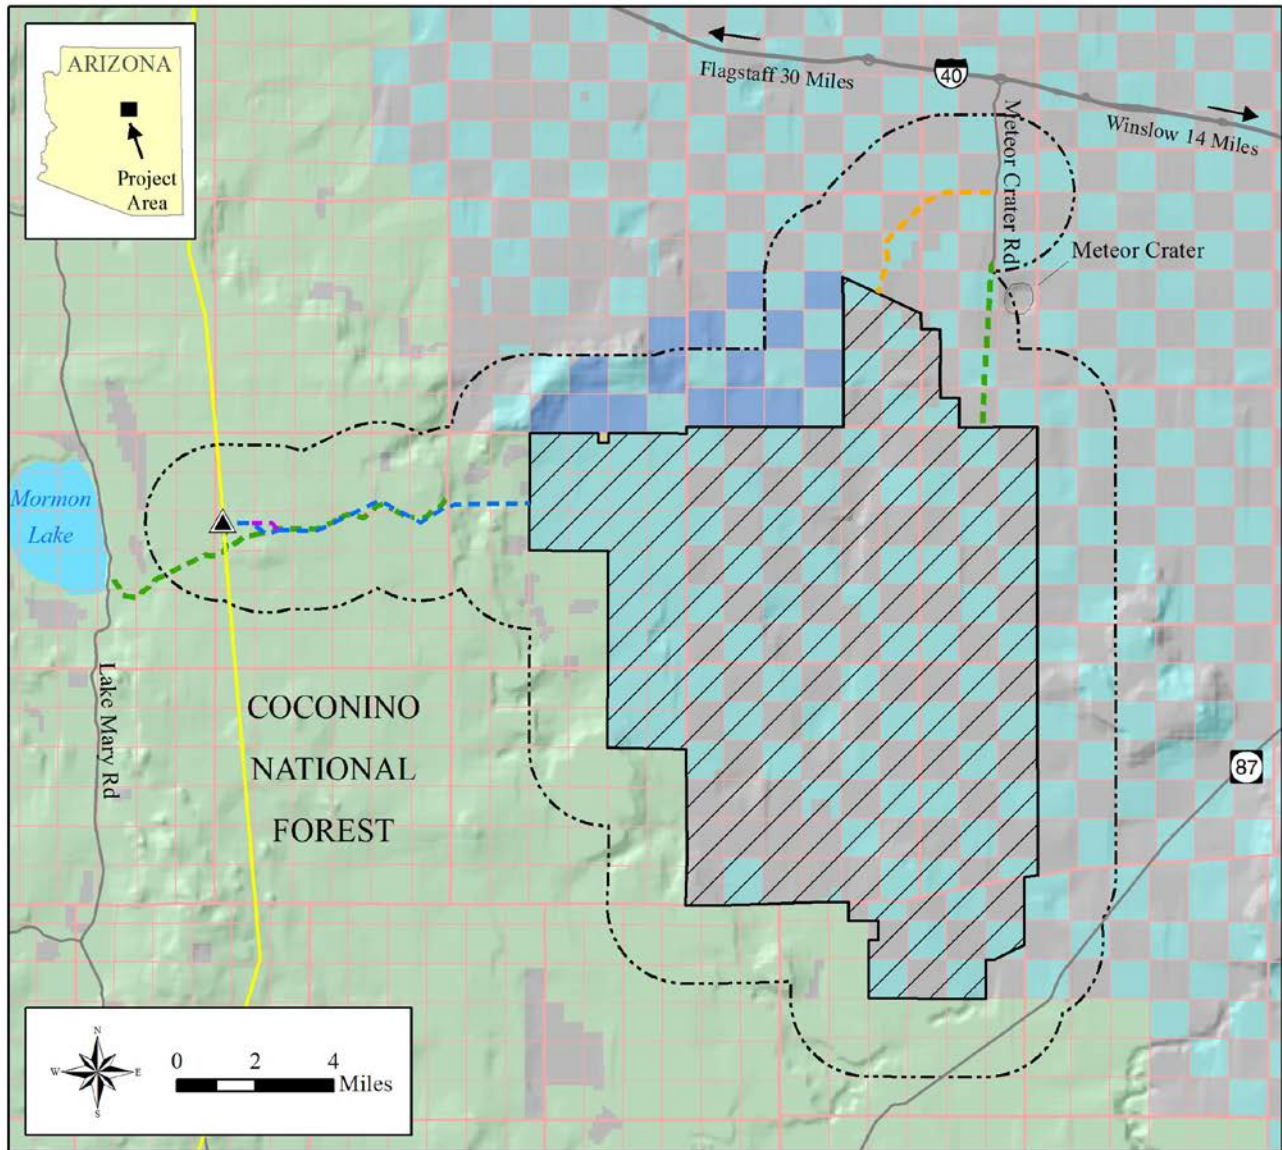 ARIZONA
Project
Area
Flagstaff 30 Miles
40
Winslow 14 Miles
Meteor Crater Rd
Meteor Crater
Mormon
Lake
Lake Mary Rd
COCONINO
NATIONAL
FOREST
87
N
W
E
S
0 2 4
Miles